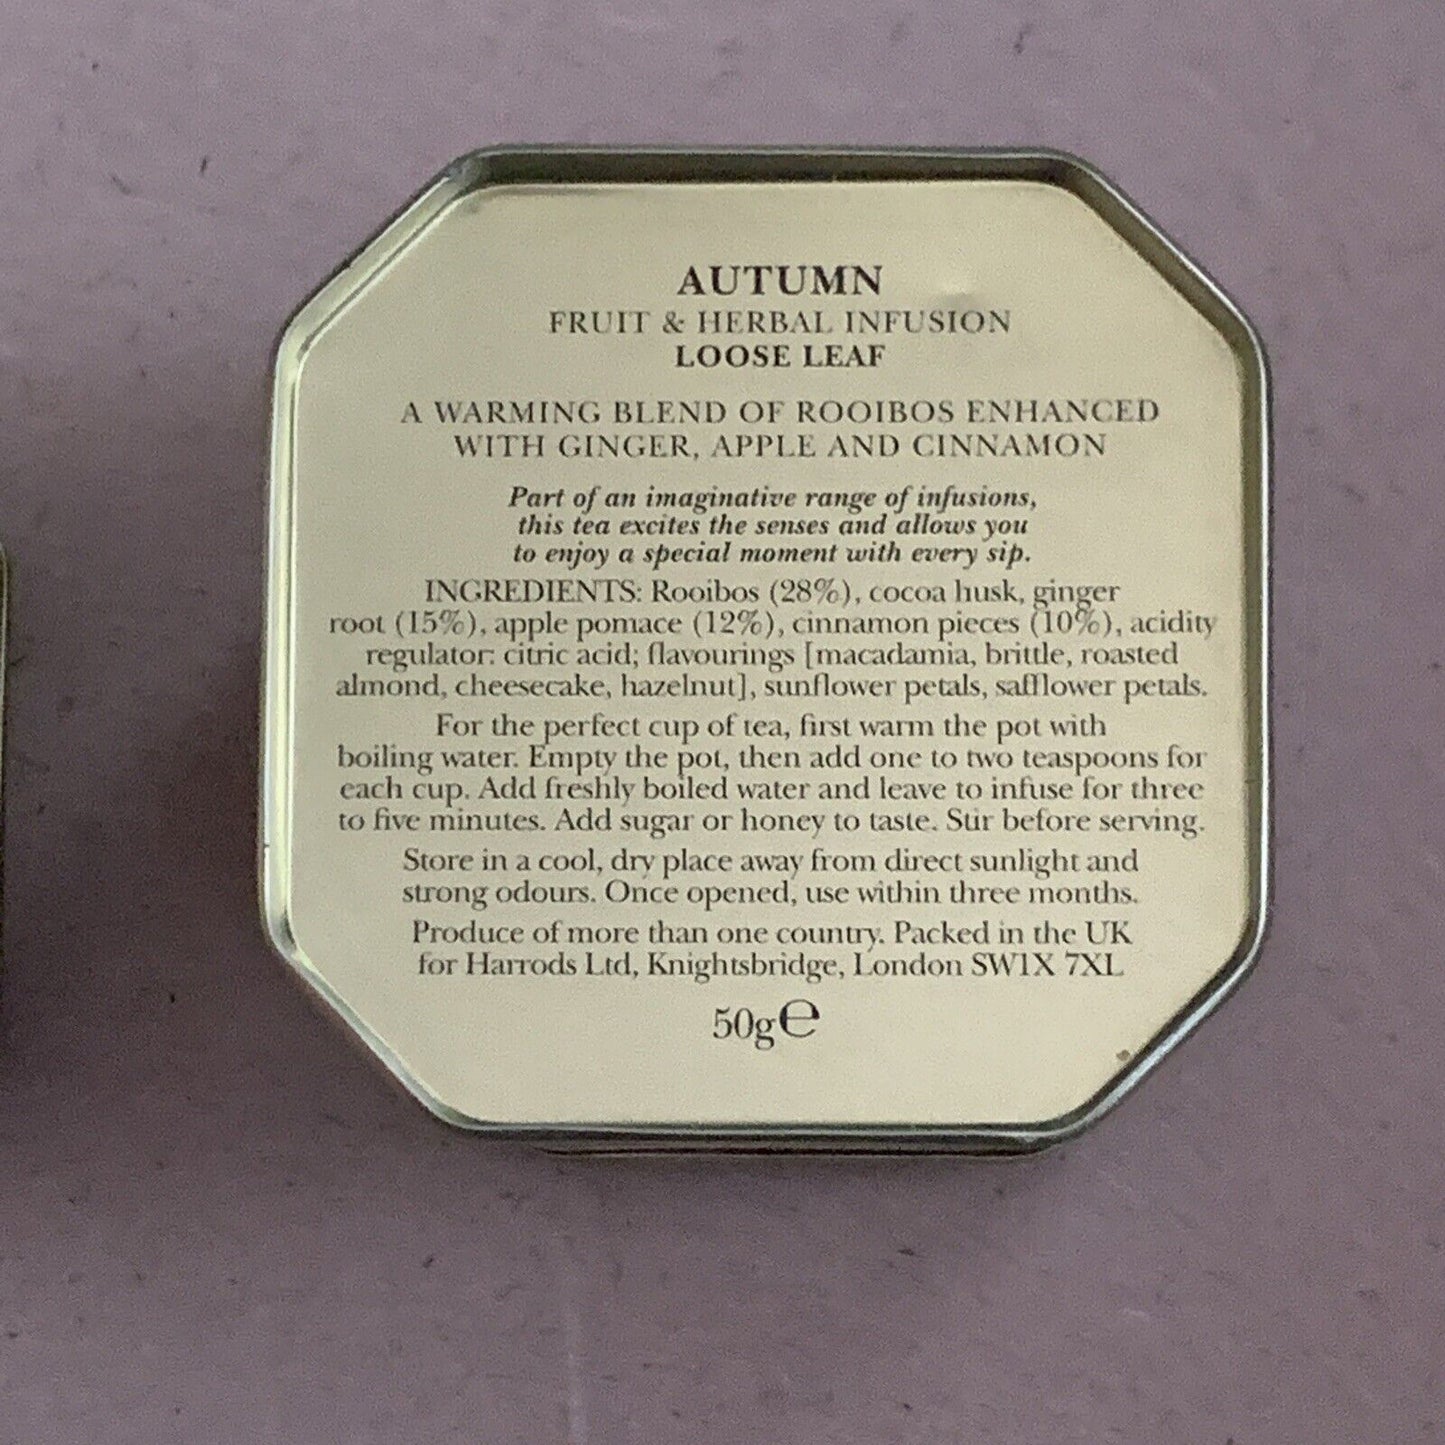 AUTUMN
FRUIT & HERBAL INFUSION
LOOSE LEAF
A WARMING BLEND OF ROOIBOS ENHANCED
WITH GINGER, APPLE AND CINNAMON
Part of an imaginative range of infusions,
this tea excites the senses and allows you
to enjoy a special moment with every sip.
INGREDIENTS: Rooibos (28%), cocoa husk, ginger
root (15%), apple pomace (12%), cinnamon pieces (10%), acidity
regulator: citric acid; flavourings [macadamia, brittle, roasted
almond, cheesecake, hazelnut], sunflower petals, safflower petals.
For the perfect cup of tea, first warm the pot with
boiling water. Empty the pot, then add one to two teaspoons for
each cup. Add freshly boiled water and leave to infuse for three
to five minutes. Add sugar or honey to taste. Stir before serving.
Store in a cool, dry place away from direct sunlight and
strong odours. Once opened, use within three months.
Produce of more than one country. Packed in the UK
for Harrods Ltd, Knightsbridge, London SW1X 7XL
50g℮